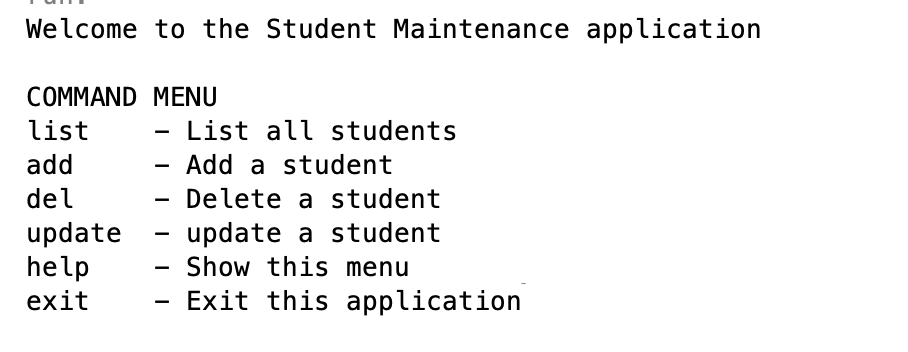 Welcome to the Student Maintenance application
COMMAND MENU
list    - List all students
add     - Add a student
del     - Delete a student
update  - update a student
help    - Show this menu
exit    - Exit this application